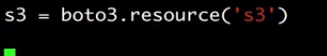 s3 = boto3.resource('s3')